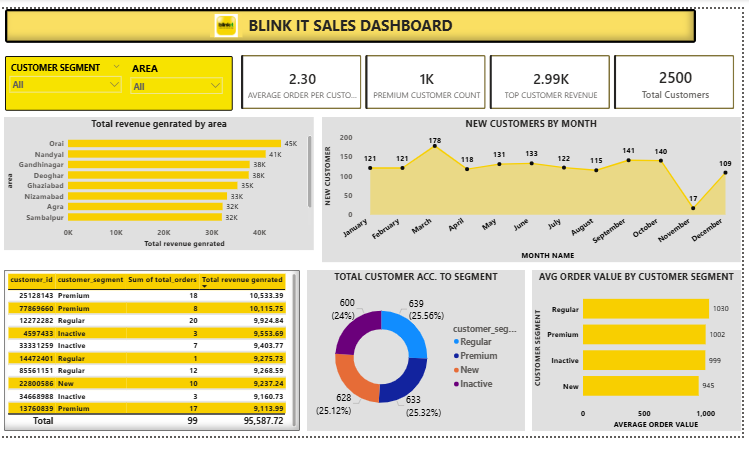 BLINK IT SALES DASHBOARD
CUSTOMER SEGMENT
All
AREA
All
2.30
AVERAGE ORDER PER CUSTO...
1K
PREMIUM CUSTOMER COUNT
2.99K
TOP CUSTOMER REVENUE
2500
Total Customers
Total revenue genrated by area
area
Orai 45K
Nandyal 41K
Gandhinagar 38K
Deoghar 38K
Ghaziabad 35K
Nizamabad 33K
Agra 32K
Sambalpur 32K
0K 10K 20K 30K 40K
Total revenue genrated
NEW CUSTOMERS BY MONTH
NEW CUSTOMER
200
150
100
50
0
121 121 178 118 131 133 122 115 141 140 17 109
January February March April May June July August September October November December
MONTH NAME
customer_id customer_segment Sum of total_orders Total revenue genrated
25128143 Premium 18 10,533.39
77869660 Premium 8 10,115.75
12272282 Regular 20 9,924.84
4597433 Inactive 3 9,553.69
33331259 Inactive 7 9,403.77
14472401 Regular 1 9,275.73
85561151 Regular 12 9,268.59
22800586 New 10 9,237.24
34668988 Inactive 3 9,160.73
13760839 Premium 17 9,113.99
Total 99 95,587.72
TOTAL CUSTOMER ACC. TO SEGMENT
600
(24%)
639
(25.56%)
628
(25.12%)
633
(25.32%)
customer_seg...
Regular
Premium
New
Inactive
AVG ORDER VALUE BY CUSTOMER SEGMENT
CUSTOMER SEGMENT
Regular 1030
Premium 1002
Inactive 999
New 945
0 500 1,000
AVERAGE ORDER VALUE